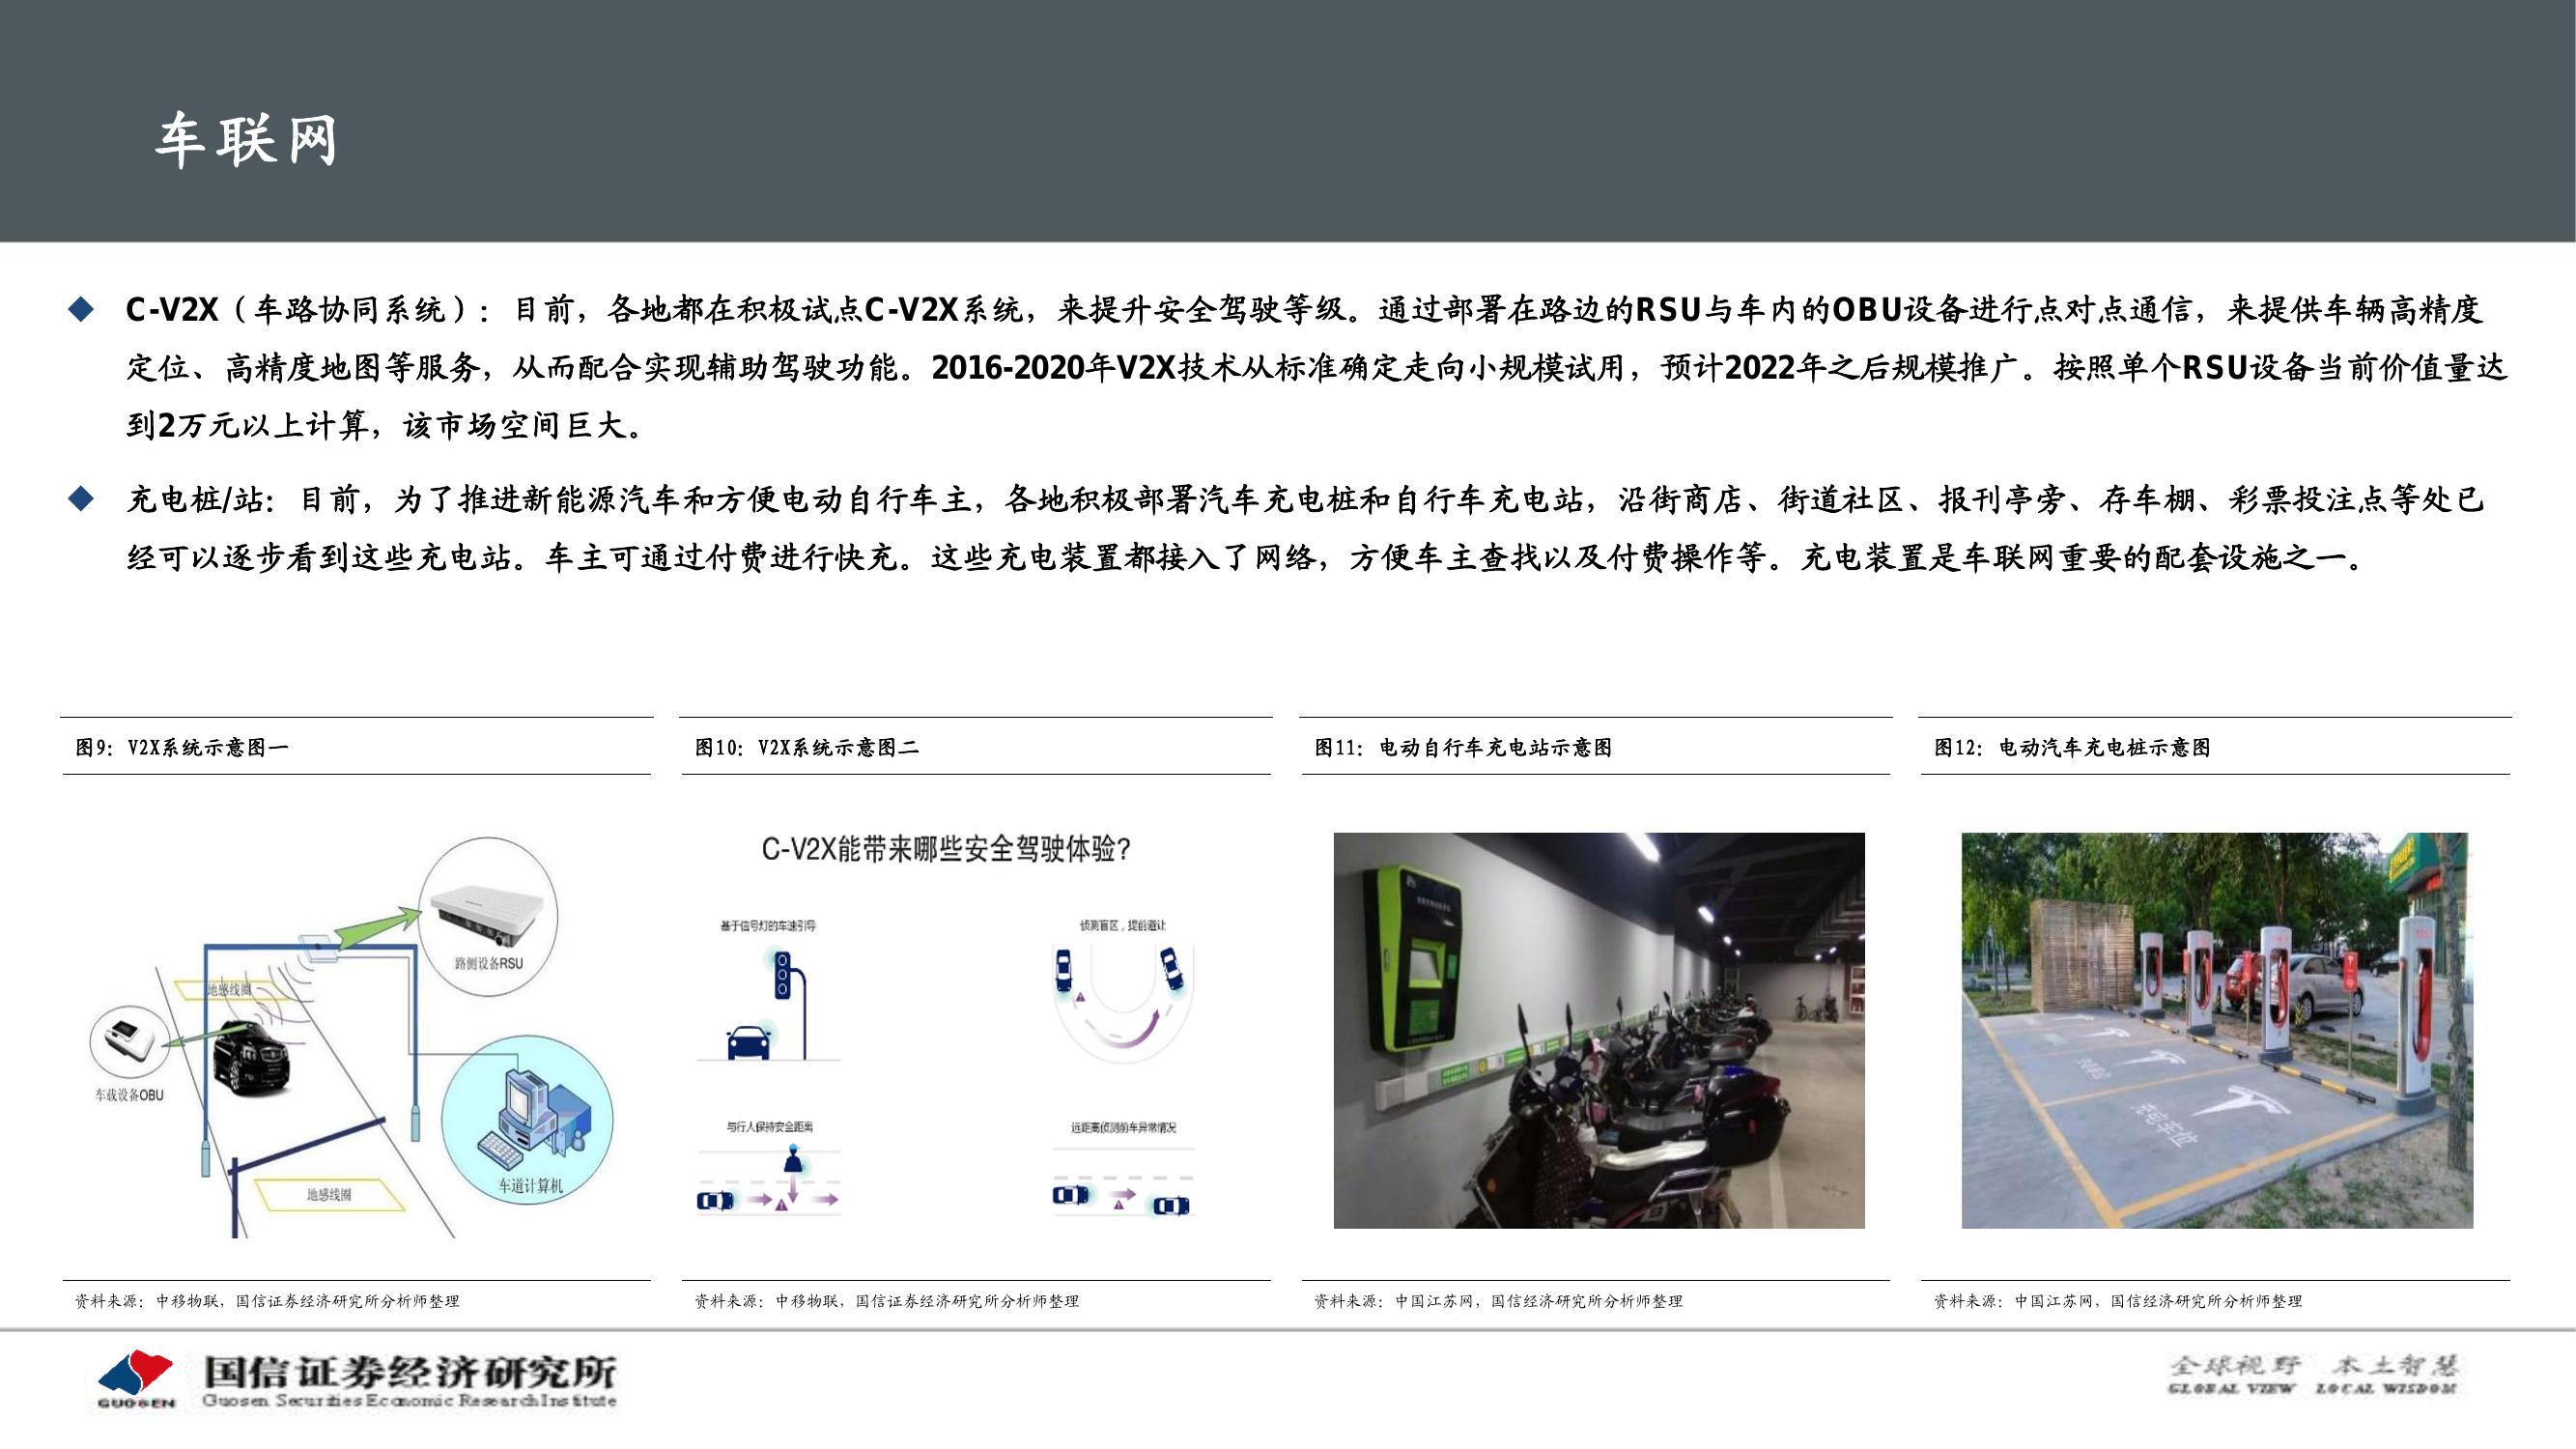 车联网
C-V2X（车路协同系统）：目前，各地都在积极试点C-V2X系统，来提升安全驾驶等级。通过部署在路边的RSU与车内的OBU设备进行点对点通信，来提供车辆高精度
定位、高精度地图等服务，从而配合实现辅助驾驶功能。2016-2020年V2X技术从标准确定走向小规模试用，预计2022年之后规模推广。按照单个RSU设备当前价值量达
到2万元以上计算，该市场空间巨大。
充电桩/站：目前，为了推进新能源汽车和方便电动自行车主，各地积极部署汽车充电桩和自行车充电站，沿街商店、街道社区、报刊亭旁、存车棚、彩票投注点等处已
经可以逐步看到这些充电站。车主可通过付费进行快充。这些充电装置都接入了网络，方便车主查找以及付费操作等。充电装置是车联网重要的配套设施之一。
图9：V2X系统示意图一
路侧设备RSU
地感线圈
车载设备OBU
车道计算机
地感线圈
资料来源：中移物联，国信证券经济研究所分析师整理
图10：V2X系统示意图二
C-V2X能带来哪些安全驾驶体验？
基于信号灯的车速引导
侦测盲区，提前避让
与行人保持安全距离
远距离侦测前车异常情况
资料来源：中移物联，国信证券经济研究所分析师整理
图11：电动自行车充电站示意图
资料来源：中国江苏网，国信经济研究所分析师整理
图12：电动汽车充电桩示意图
充电车位
资料来源：中国江苏网，国信经济研究所分析师整理
GUOSEN
国信证券经济研究所
Guosen Securities Economic Research Institute
全球视野 本土智慧
GLOBAL VIEW LOCAL WISDOM